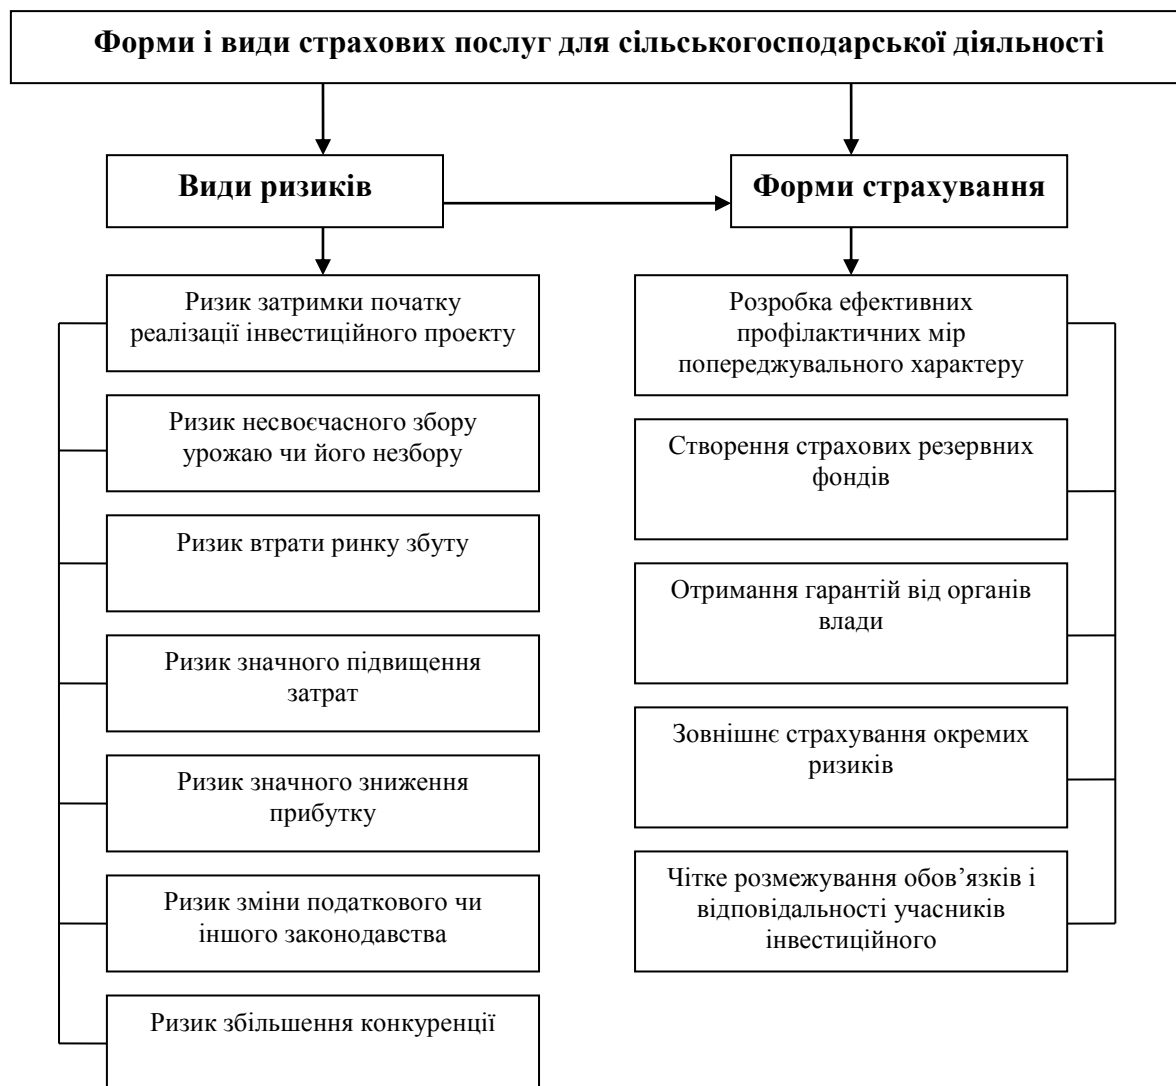 Форми і види страхових послуг для сільськогосподарської діяльності
Види ризиків
Форми страхування
Ризик затримки початку
реалізації інвестиційного проекту
Ризик несвоєчасного збору
урожаю чи його незбору
Ризик втрати ринку збуту
Ризик значного підвищення
затрат
Ризик значного зниження
прибутку
Ризик зміни податкового чи
іншого законодавства
Ризик збільшення конкуренції
Розробка ефективних
профілактичних мір
попереджувального характеру
Створення страхових резервних
фондів
Отримання гарантій від органів
влади
Зовнішнє страхування окремих
ризиків
Чітке розмежування обов’язків і
відповідальності учасників
інвестиційного